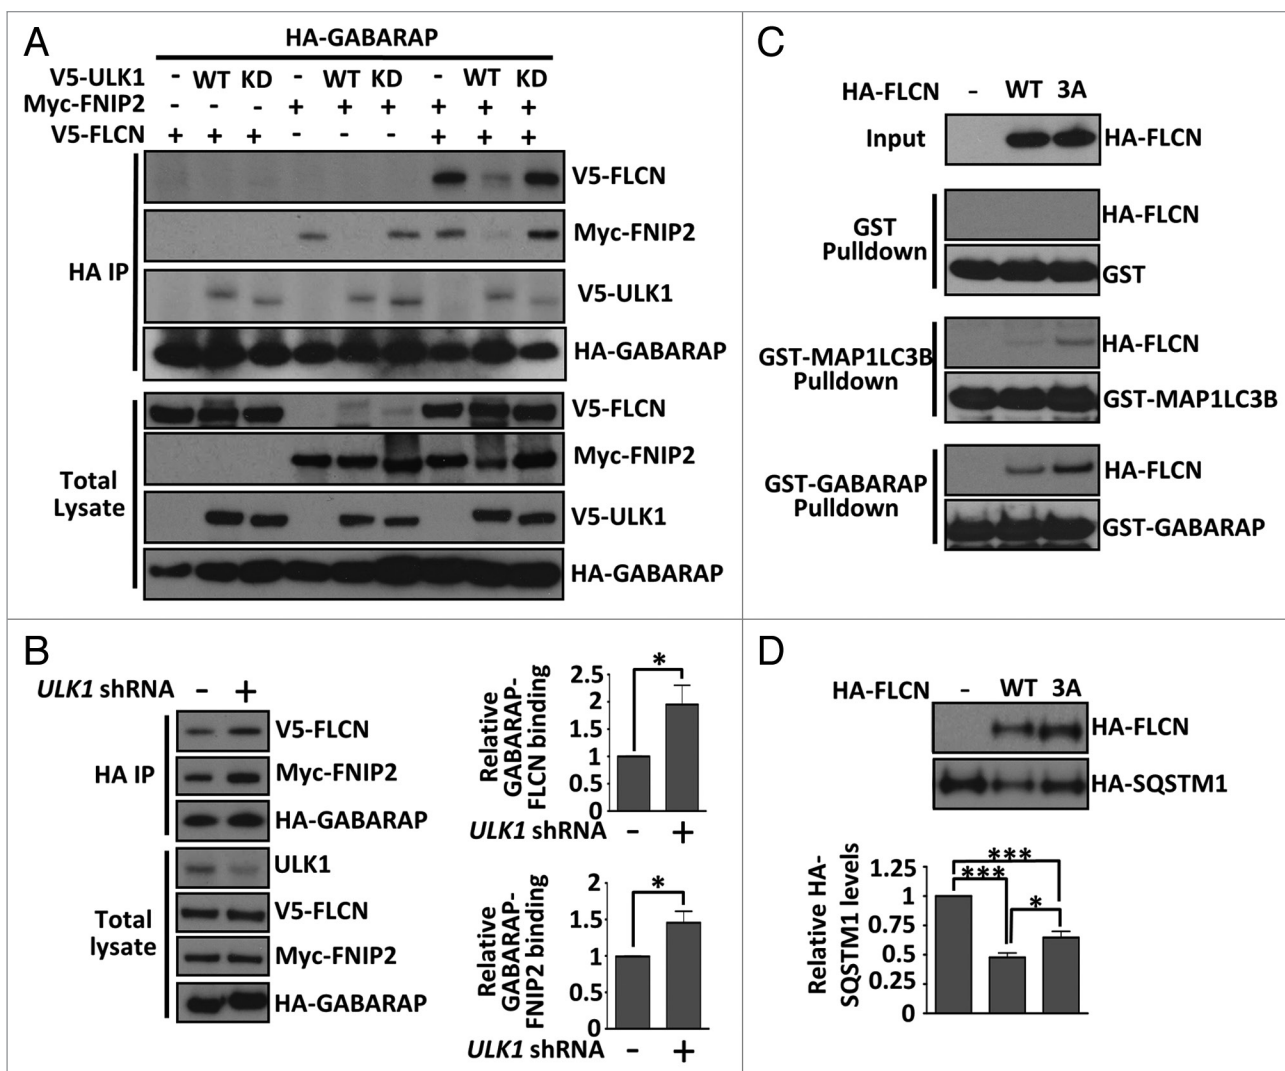 A
HA-GABARAP
V5-ULK1 - WT KD - WT KD - WT KD
Myc-FNIP2 - - - + + + + + +
V5-FLCN + + + - - - + + +
HA IP
V5-FLCN
Myc-FNIP2
V5-ULK1
HA-GABARAP
Total
Lysate
V5-FLCN
Myc-FNIP2
V5-ULK1
HA-GABARAP
B
ULK1 shRNA - +
HA IP
V5-FLCN
Myc-FNIP2
HA-GABARAP
Total
lysate
ULK1
V5-FLCN
Myc-FNIP2
HA-GABARAP
Relative
GABARAP-
FLCN binding
2.5
2
1.5
1
0.5
0
*
ULK1 shRNA - +
Relative
GABARAP-
FNIP2 binding
2
1.5
1
0.5
0
*
ULK1 shRNA - +
C
HA-FLCN - WT 3A
Input HA-FLCN
GST
Pulldown
HA-FLCN
GST
GST-MAP1LC3B
Pulldown
HA-FLCN
GST-MAP1LC3B
GST-GABARAP
Pulldown
HA-FLCN
GST-GABARAP
D
HA-FLCN - WT 3A
HA-FLCN
HA-SQSTM1
Relative HA-
SQSTM1 levels
1.25
1
0.75
0.5
0.25
0
***
***
*